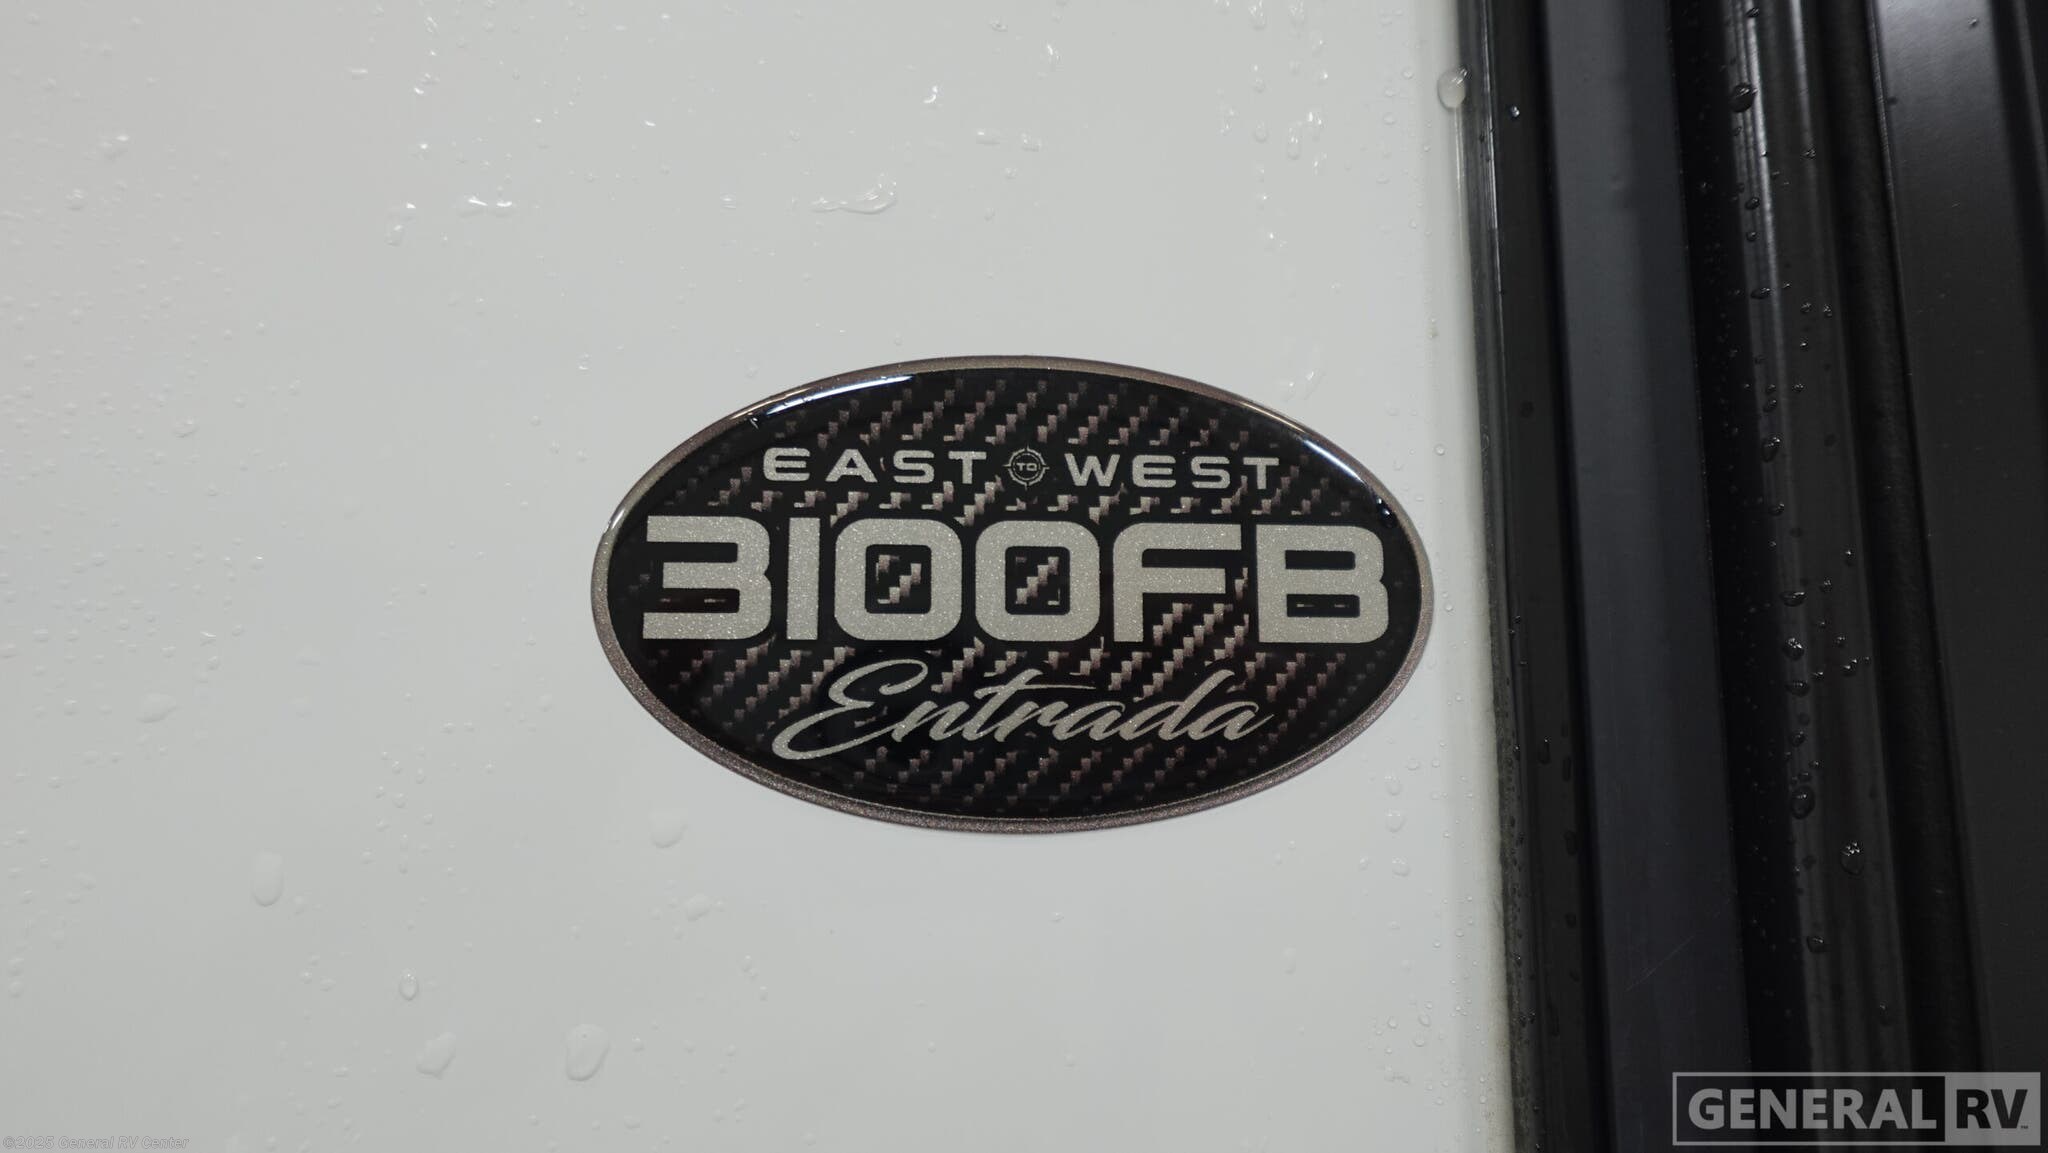 EAST TO WEST
3100FB
Entrada
GENERAL RV
©2025 General RV Center